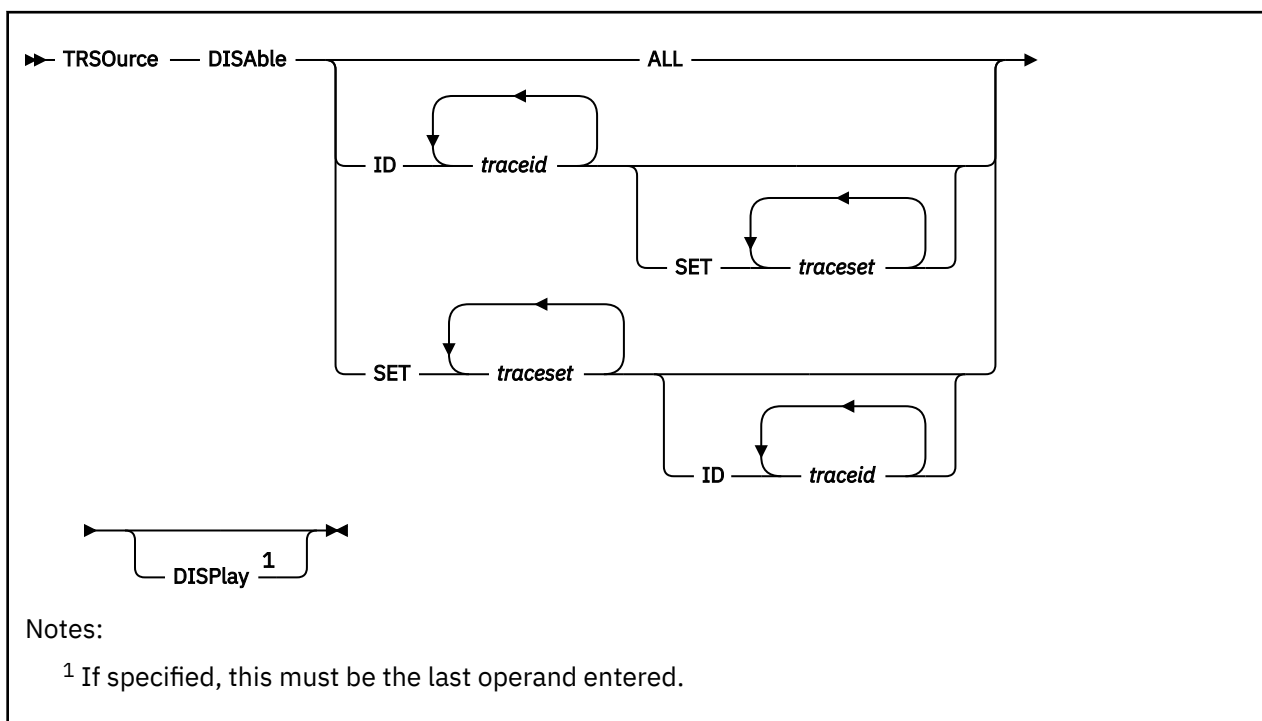 TRSOurce DISAble ALL
ID traceid
SET traceset
SET traceset
ID traceid
DISPlay 1
Notes:
1 If specified, this must be the last operand entered.